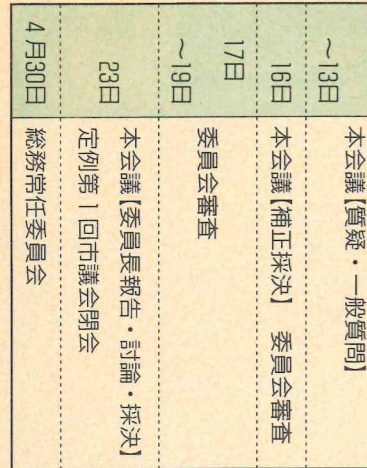 ～13日
本会議【質疑・一般質問】
16日
本会議【補正採決】　委員会審査
17日
～19日
委員会審査
23日
本会議【委員長報告・討論・採決】
定例第1回市議会閉会
4月30日
総務常任委員会